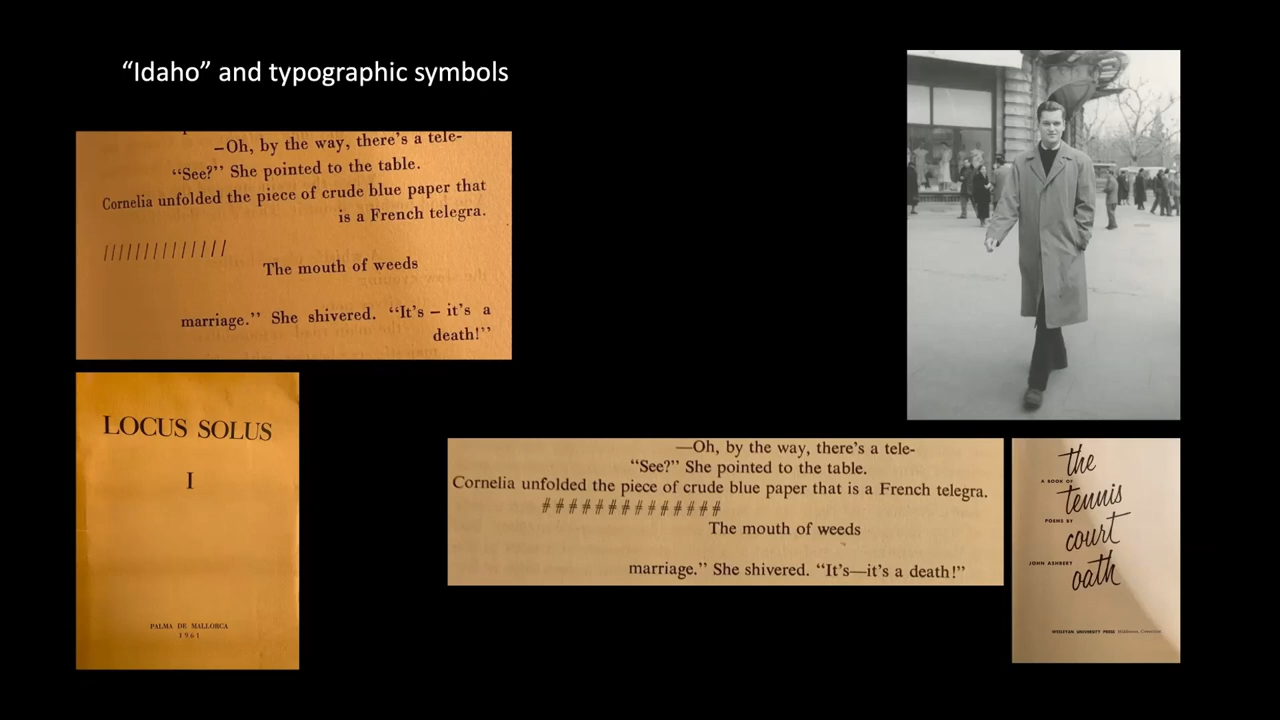 “Idaho” and typographic symbols
–Oh, by the way, there’s a tele-
“See?” She pointed to the table.
Cornelia unfolded the piece of crude blue paper that
is a French telegra.
//////////////
The mouth of weeds
marriage.” She shivered. “It’s – it’s a
death!”
LOCUS SOLUS
I
PALMA DE MALLORCA
1961
—Oh, by the way, there’s a tele-
“See?” She pointed to the table.
Cornelia unfolded the piece of crude blue paper that is a French telegra.
##############
The mouth of weeds
marriage.” She shivered. “It’s—it’s a death!”
the
A BOOK OF
tennis
POEMS BY
court
JOHN ASHBERY
oath
WESLEYAN UNIVERSITY PRESS Middletown, Connecticut